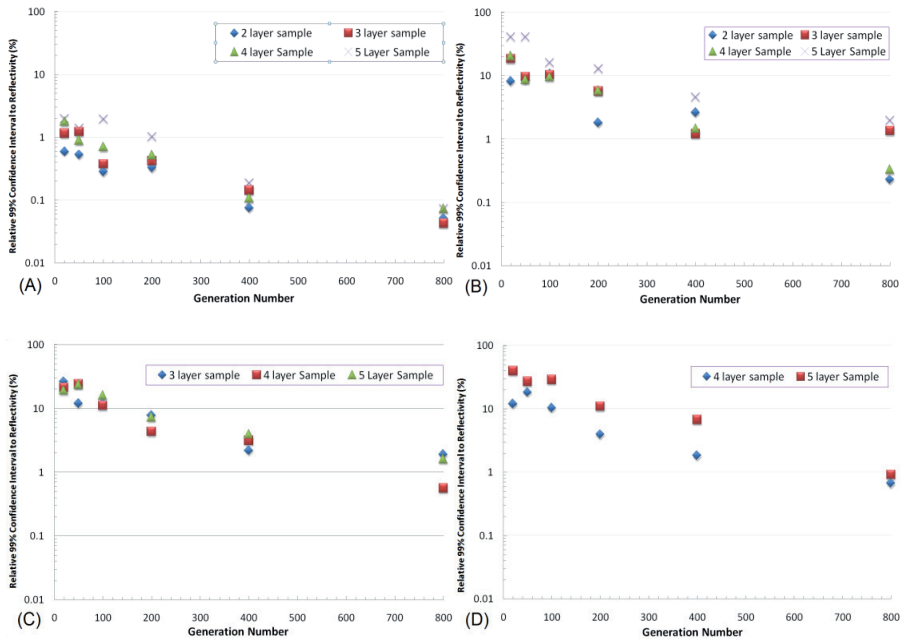 Relative 99% Confidence Interval to Reflectivity (%)
100
10
1
0.1
0.01
2 layer sample
3 layer sample
4 layer Sample
5 Layer Sample
0 100 200 300 400 500 600 700 800
Generation Number
(A)
Relative 99% Confidence Interval to Reflectivity (%)
100
10
1
0.1
0.01
2 layer sample
3 layer sample
4 layer Sample
5 Layer Sample
0 100 200 300 400 500 600 700 800
Generation Number
(B)
Relative 99% Confidence Interval to Reflectivity (%)
100
10
1
0.1
0.01
3 layer sample
4 layer Sample
5 Layer Sample
0 100 200 300 400 500 600 700 800
Generation Number
(C)
Relative 99% Confidence Interval to Reflectivity (%)
100
10
1
0.1
0.01
4 layer sample
5 layer Sample
0 100 200 300 400 500 600 700 800
Generation Number
(D)